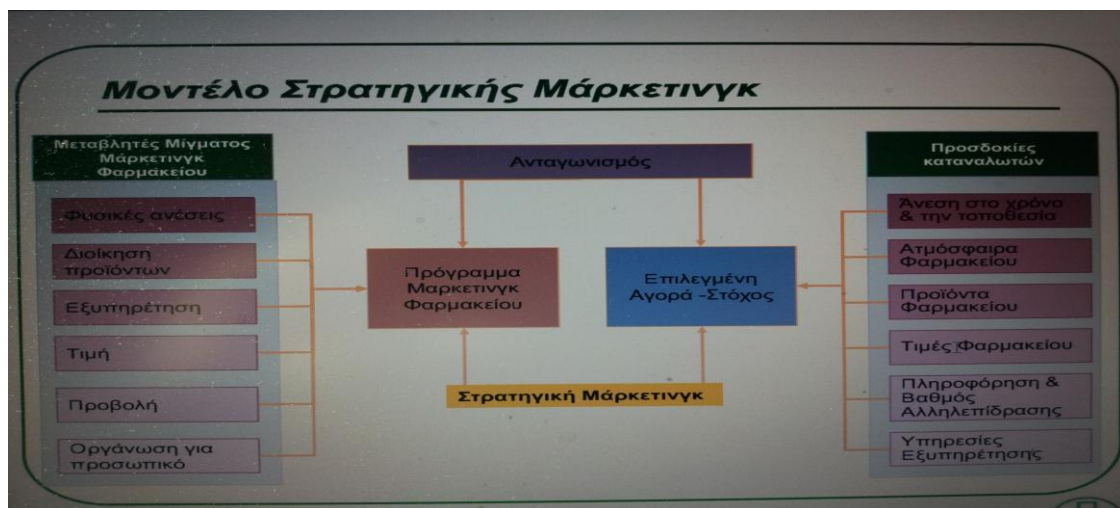 Μοντέλο Στρατηγικής Μάρκετινγκ
Μεταβλητές Μίγματος
Μάρκετινγκ
Φαρμακείου
Φυσικές ανέσεις
Διοίκηση
προϊόντων
Εξυπηρέτηση
Τιμή
Προβολή
Οργάνωση για
προσωπικό
Ανταγωνισμός
Πρόγραμμα
Μαρκετινγκ
Φαρμακείου
Επιλεγμένη
Αγορά -Στόχος
Στρατηγική Μάρκετινγκ
Προσδοκίες
καταναλωτών
Άνεση στο χρόνο
& την τοποθεσία
Ατμόσφαιρα
Φαρμακείου
Προϊόντα
Φαρμακείου
Τιμές Φαρμακείου
Πληροφόρηση &
Βαθμός
Αλληλεπίδρασης
Υπηρεσίες
Εξυπηρέτησης